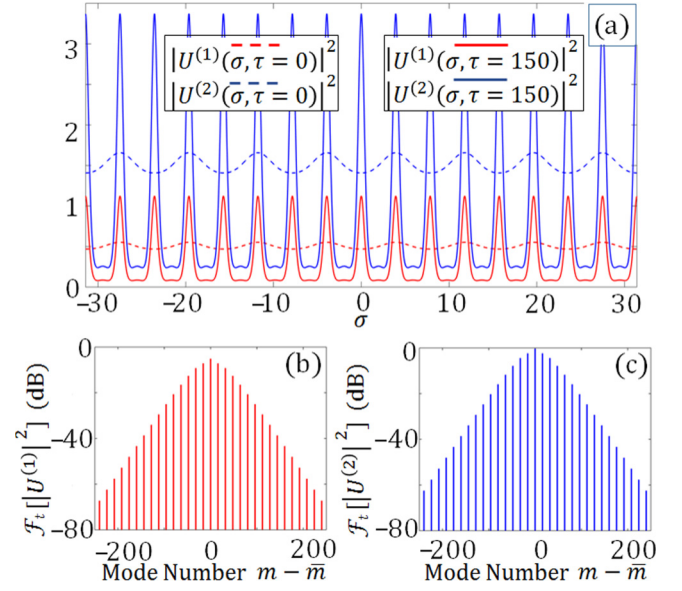 3
(a)
|U^(1)(σ, τ = 0)|^2
|U^(2)(σ, τ = 0)|^2
|U^(1)(σ, τ = 150)|^2
|U^(2)(σ, τ = 150)|^2
2
1
0
−30 −20 −10 0 10 20 30
σ
0
−40
−80
ℱ_t[|U^(1)|^2] (dB)
(b)
−200 0 200
Mode Number m − m̅
0
−40
−80
ℱ_t[|U^(2)|^2] (dB)
(c)
−200 0 200
Mode Number m − m̅